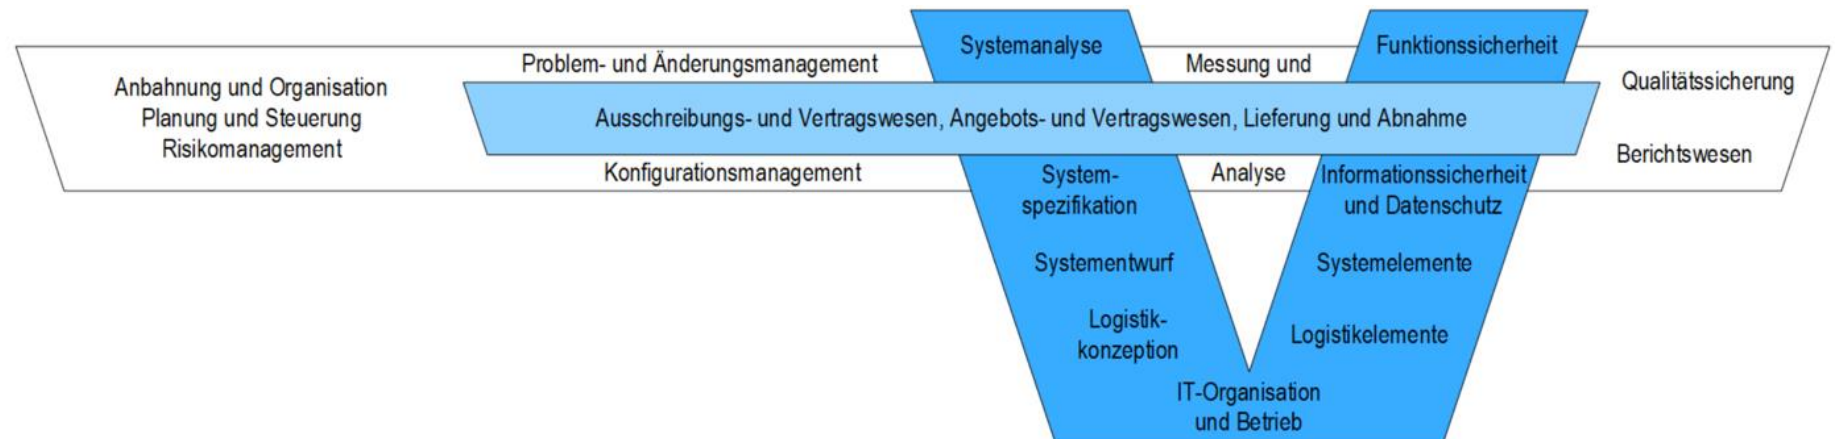 Anbahnung und Organisation
Planung und Steuerung
Risikomanagement
Problem- und Änderungsmanagement
Systemanalyse
Messung und
Funktionssicherheit
Qualitätssicherung
Ausschreibungs- und Vertragswesen, Angebots- und Vertragswesen, Lieferung und Abnahme
Berichtswesen
Konfigurationsmanagement
System-
spezifikation
Analyse
Informationssicherheit
und Datenschutz
Systementwurf
Systemelemente
Logistik-
konzeption
Logistikelemente
IT-Organisation
und Betrieb